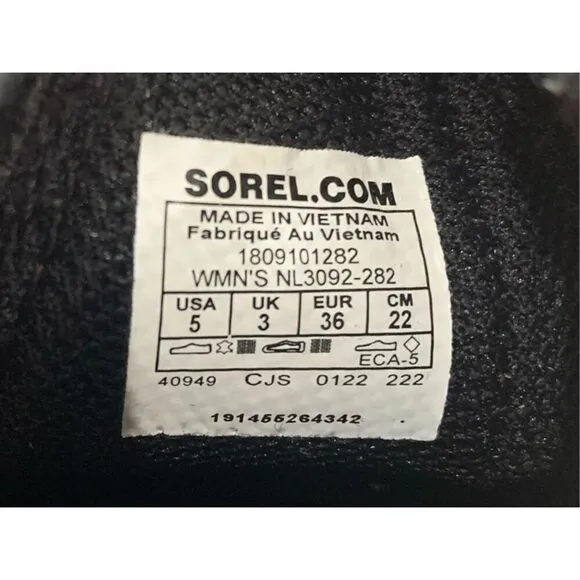 SOREL.COM
MADE IN VIETNAM
Fabriqué Au Vietnam
1809101282
WMN'S NL3092-282
USA UK EUR CM
5 3 36 22
ECA-5
40949 CJS 0122 222
191455264342